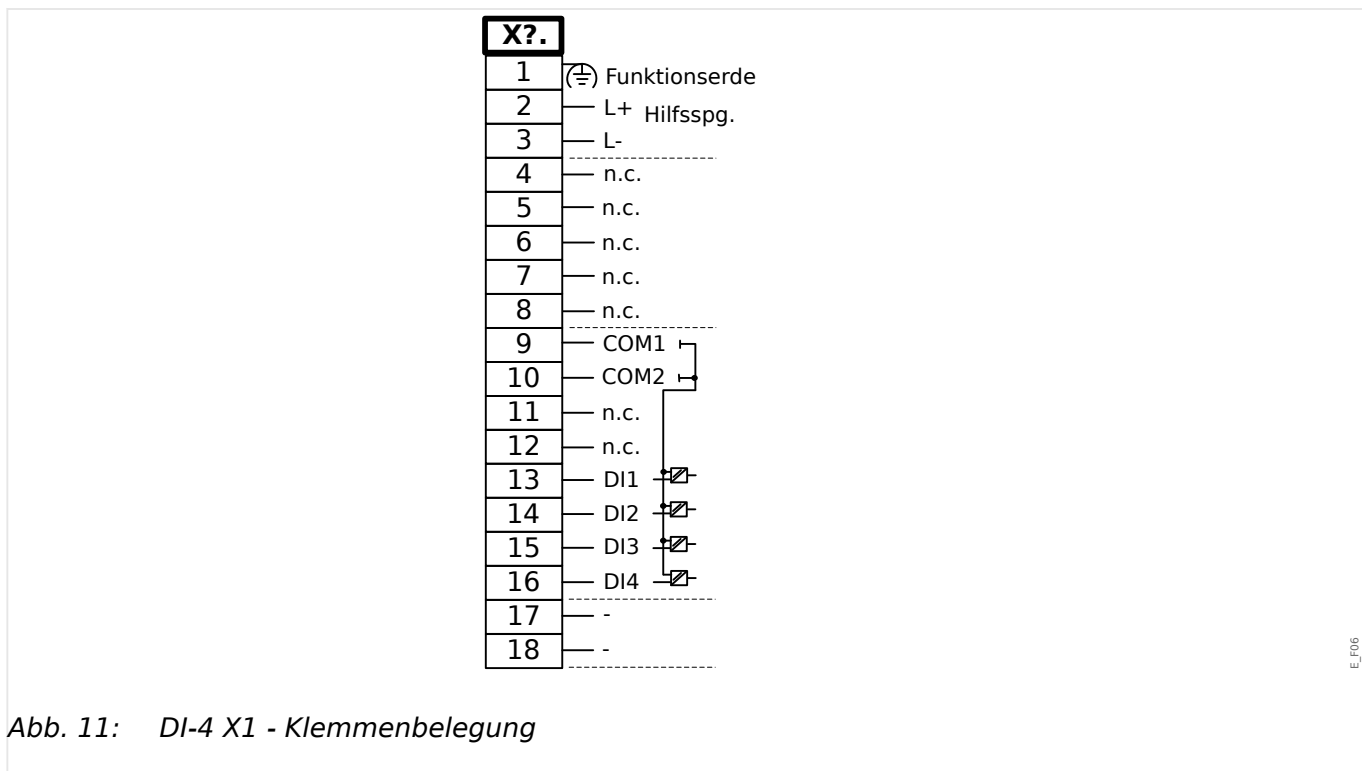 X?.
1 Funktionserde
2 L+ Hilfsspg.
3 L-
4 n.c.
5 n.c.
6 n.c.
7 n.c.
8 n.c.
9 COM1
10 COM2
11 n.c.
12 n.c.
13 DI1
14 DI2
15 DI3
16 DI4
17 -
18 -
E_F06
Abb. 11: DI-4 X1 - Klemmenbelegung